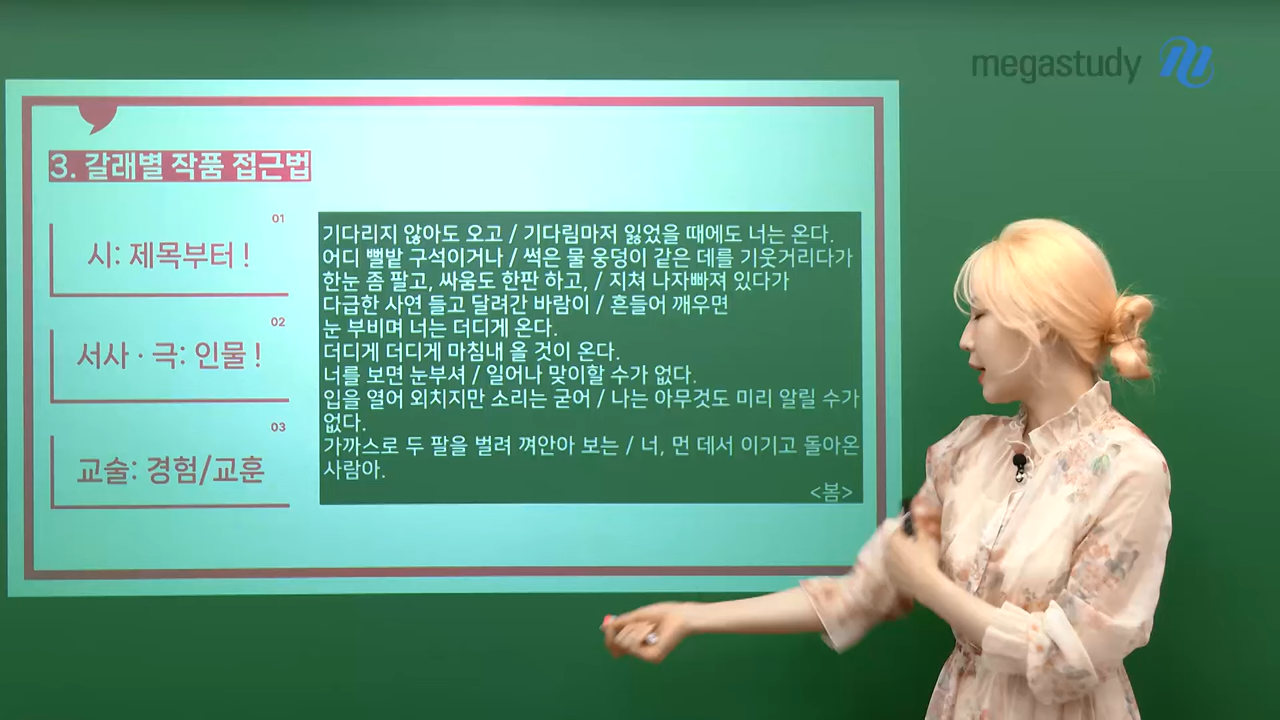 megastudy
3. 갈래별 작품 접근법
01
시: 제목부터 !
02
서사 · 극: 인물 !
03
교술: 경험/교훈
기다리지 않아도 오고 / 기다림마저 잃었을 때에도 너는 온다.
어디 뻘밭 구석이거나 / 썩은 물 웅덩이 같은 데를 기웃거리다가
한눈 좀 팔고, 싸움도 한판 하고, / 지쳐 나자빠져 있다가
다급한 사연 들고 달려간 바람이 / 흔들어 깨우면
눈 부비며 너는 더디게 온다.
더디게 더디게 마침내 올 것이 온다.
너를 보면 눈부셔 / 일어나 맞이할 수가 없다.
입을 열어 외치지만 소리는 굳어 / 나는 아무것도 미리 알릴 수가
없다.
가까스로 두 팔을 벌려 껴안아 보는 / 너, 먼 데서 이기고 돌아온
사람아.
<봄>